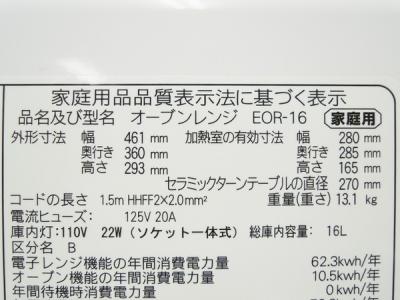 家庭用品品質表示法に基づく表示
品名及び型名 オーブンレンジ EOR-16 家庭用
外形寸法 幅 461 mm 加熱室の有効寸法 幅 280 mm
奥行き 360 mm 奥行き 285 mm
高さ 293 mm 高さ 165 mm
セラミックターンテーブルの直径 270 mm
コードの長さ 1.5m HHFF2×2.0mm² 重量(重さ) 13.1 kg
電流ヒューズ: 125V 20A
庫内灯:110V 22W (ソケット一体式) 総庫内容量: 16L
区分名 B
電子レンジ機能の年間消費電力量 62.3kwh/年
オーブン機能の年間消費電力量 10.5kwh/年
年間待機時消費電力量 0kwh/年